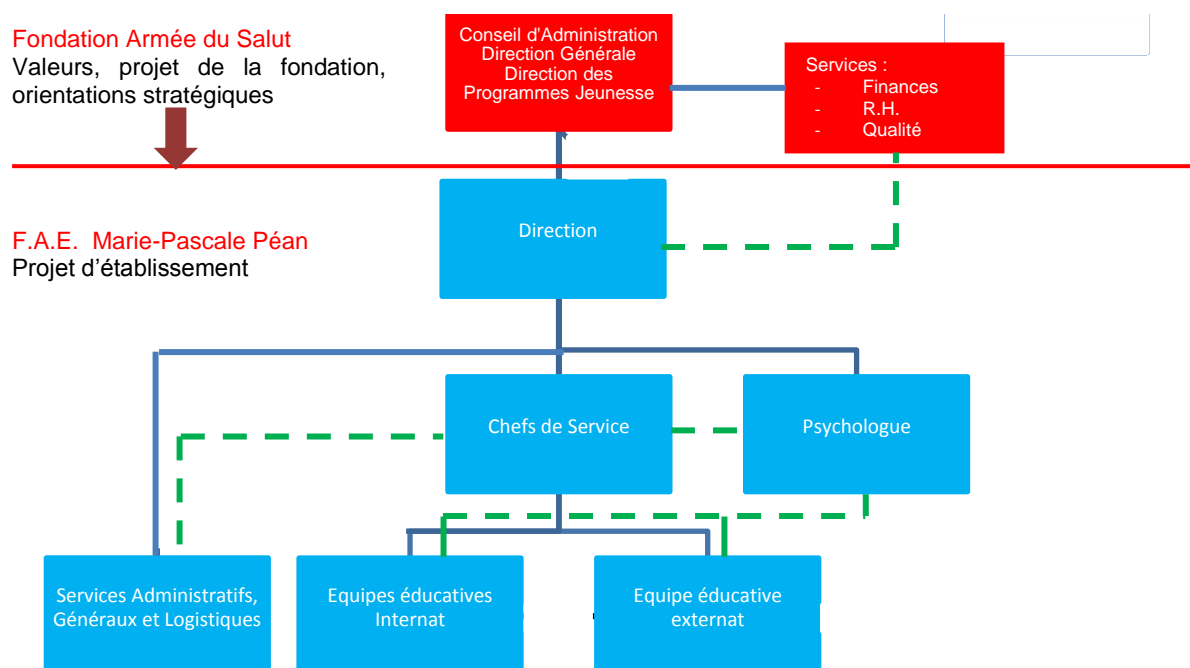 Fondation Armée du Salut
Valeurs, projet de la fondation,
orientations stratégiques
Conseil d'Administration
Direction Générale
Direction des
Programmes Jeunesse
Services :
- Finances
- R.H.
- Qualité
F.A.E. Marie-Pascale Péan
Projet d'établissement
Direction
Chefs de Service
Psychologue
Services Administratifs,
Généraux et Logistiques
Equipes éducatives
Internat
Equipe éducative
externat